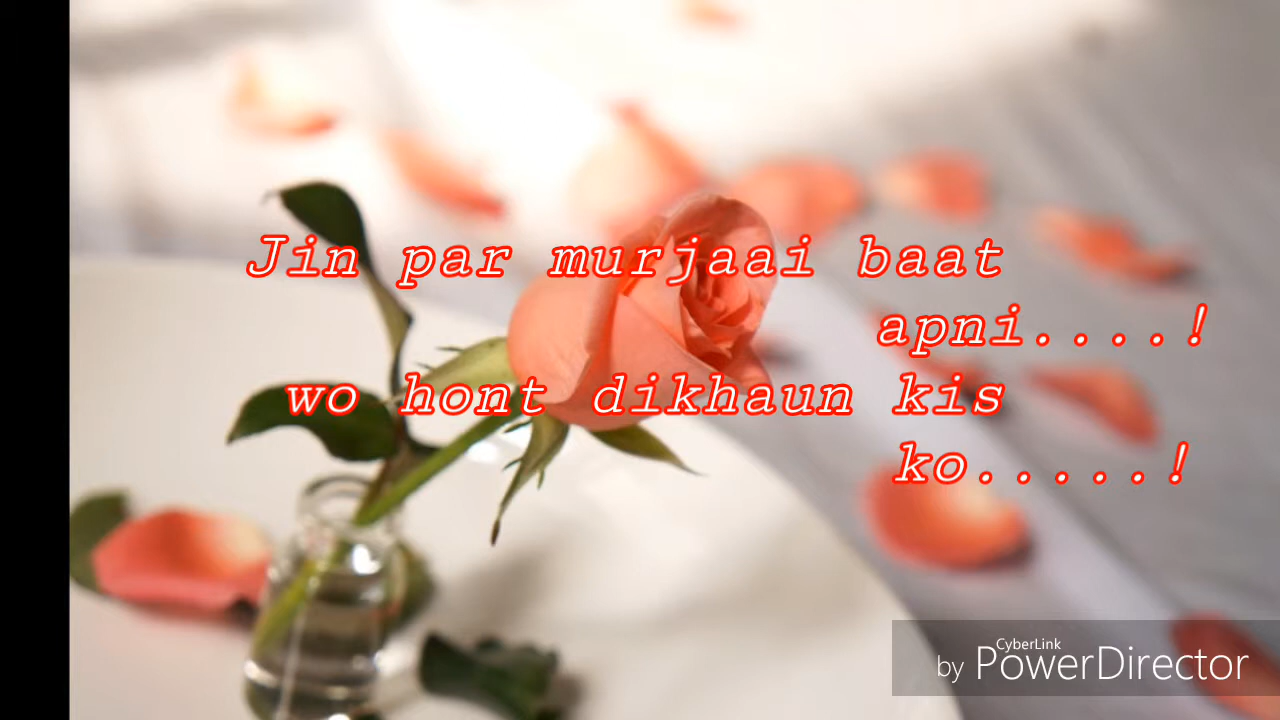 Jin par murjaai baat
apni....!
wo hont dikhaun kis
ko.....!
CyberLink
by PowerDirector